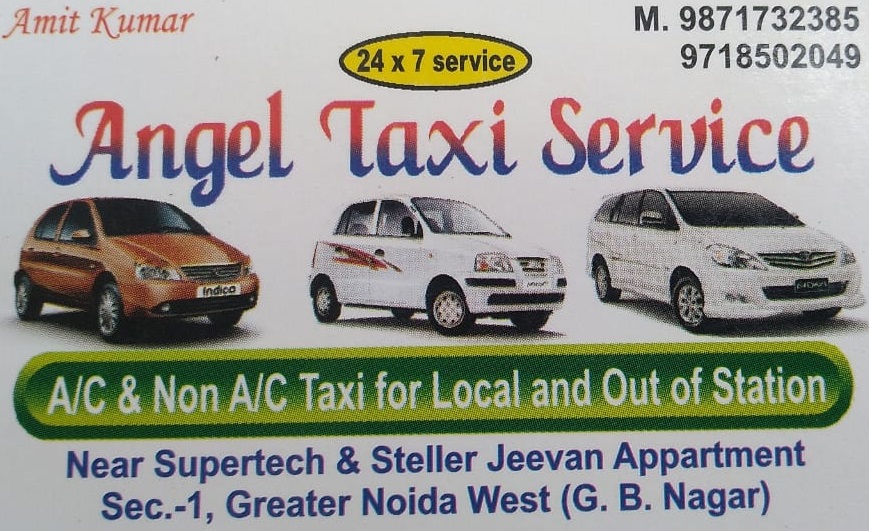 Amit Kumar
M. 9871732385
9718502049
24 x 7 service
Angel Taxi Service
Indica
A/C & Non A/C Taxi for Local and Out of Station
Near Supertech & Steller Jeevan Appartment
Sec.-1, Greater Noida West (G. B. Nagar)